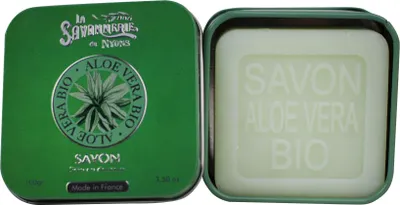 LA
SAVONNERIE
DE NYONS
ALOE VERA BIO
ALOE VERA BIO
SAVON
Made in France
SAVON
ALOE VERA
BIO